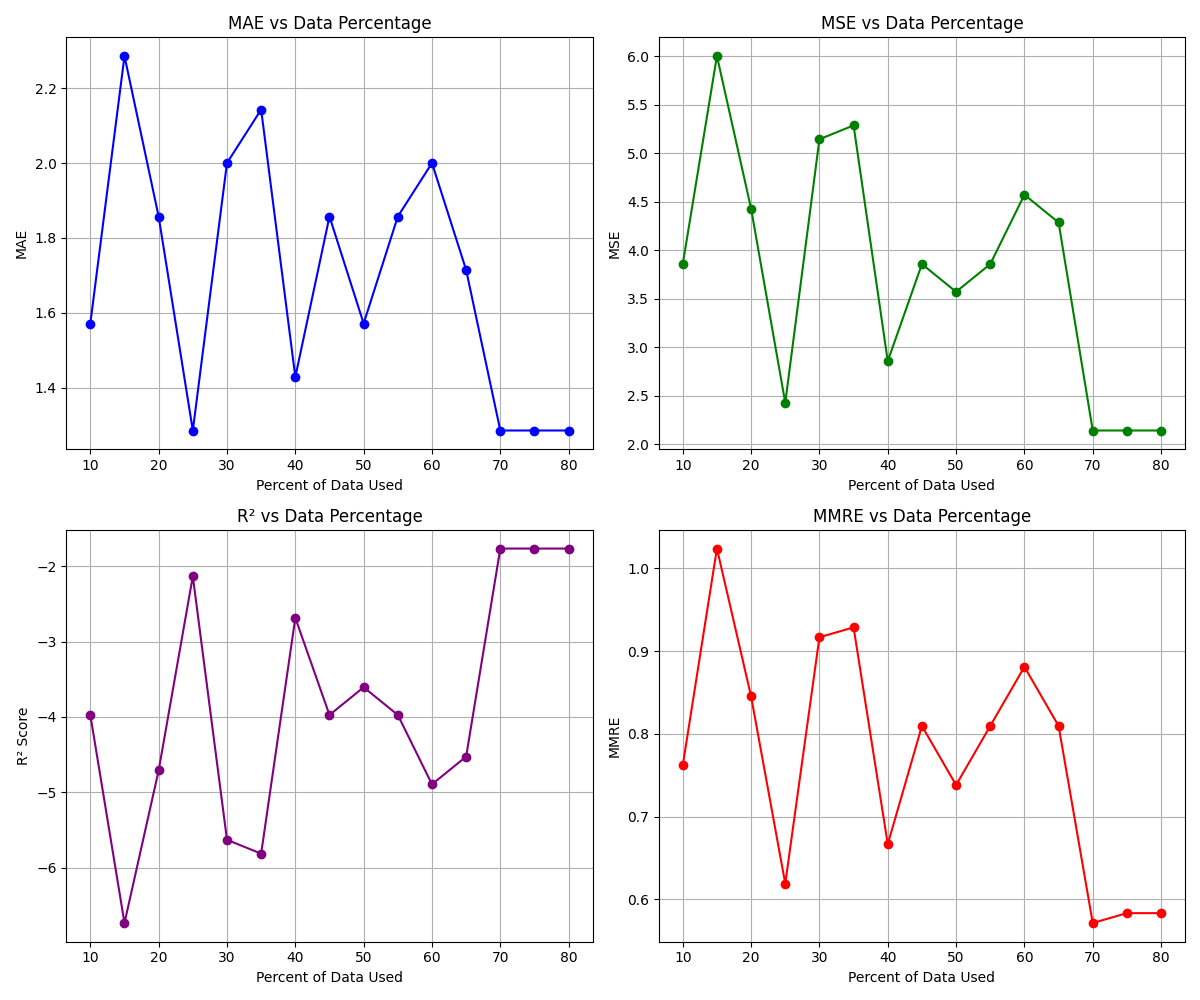 MAE vs Data Percentage
MAE
2.2
2.0
1.8
1.6
1.4
10 20 30 40 50 60 70 80
Percent of Data Used
MSE vs Data Percentage
MSE
6.0
5.5
5.0
4.5
4.0
3.5
3.0
2.5
2.0
10 20 30 40 50 60 70 80
Percent of Data Used
R² vs Data Percentage
R² Score
−2
−3
−4
−5
−6
10 20 30 40 50 60 70 80
Percent of Data Used
MMRE vs Data Percentage
MMRE
1.0
0.9
0.8
0.7
0.6
10 20 30 40 50 60 70 80
Percent of Data Used